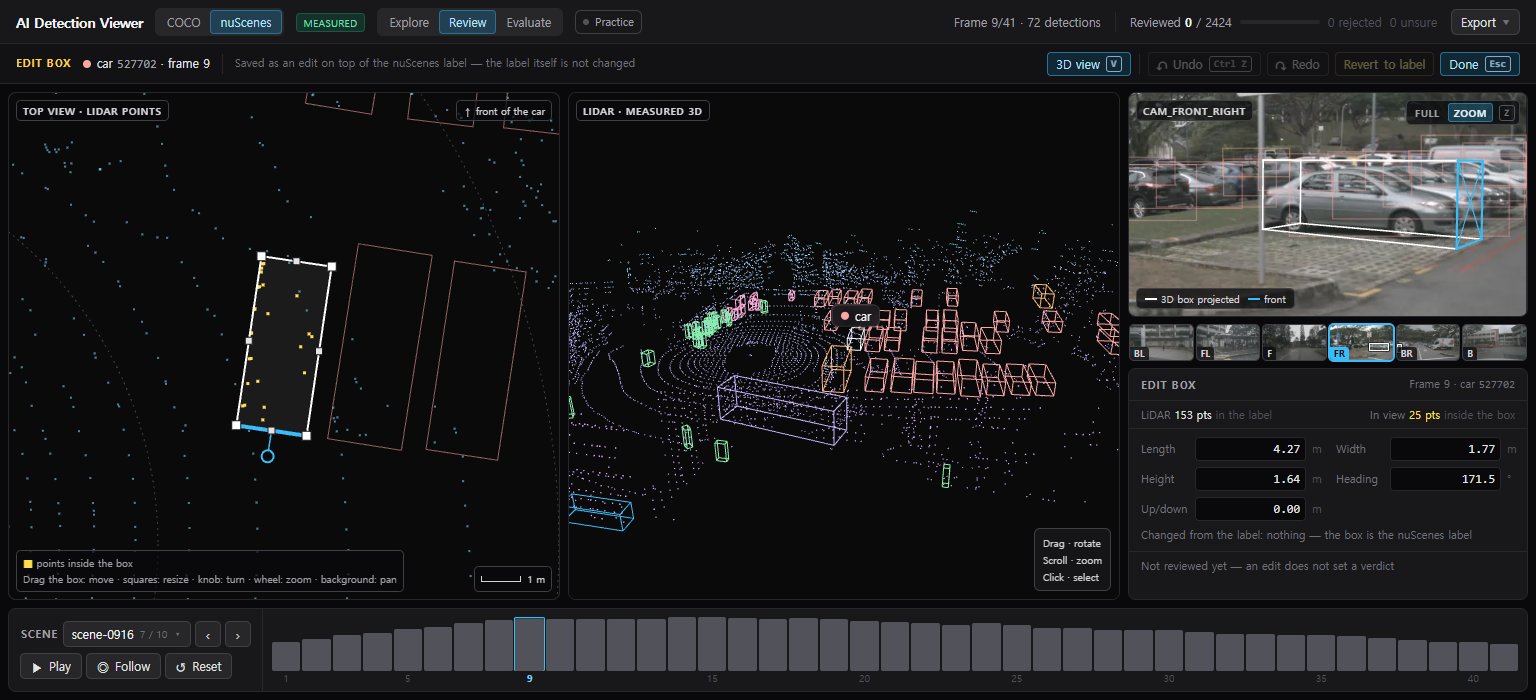 AI Detection Viewer COCO nuScenes MEASURED Explore Review Evaluate Practice Frame 9/41 · 72 detections Reviewed 0 / 2424 0 rejected 0 unsure Export
EDIT BOX car 527702 · frame 9 Saved as an edit on top of the nuScenes label — the label itself is not changed 3D view V Undo Ctrl Z Redo Revert to label Done Esc
TOP VIEW · LIDAR POINTS
↑ front of the car
points inside the box
Drag the box: move · squares: resize · knob: turn · wheel: zoom · background: pan
1 m
LIDAR · MEASURED 3D
car
Drag · rotate
Scroll · zoom
Click · select
CAM_FRONT_RIGHT
FULL ZOOM Z
3D box projected front
BL FL F FR BR B
EDIT BOX Frame 9 · car 527702
LiDAR 153 pts in the label In view 25 pts inside the box
Length 4.27 m Width 1.77 m
Height 1.64 m Heading 171.5 °
Up/down 0.00 m
Changed from the label: nothing — the box is the nuScenes label
Not reviewed yet — an edit does not set a verdict
SCENE scene-0916 7 / 10 ‹ ›
Play Follow Reset
1 5 9 15 20 25 30 35 40